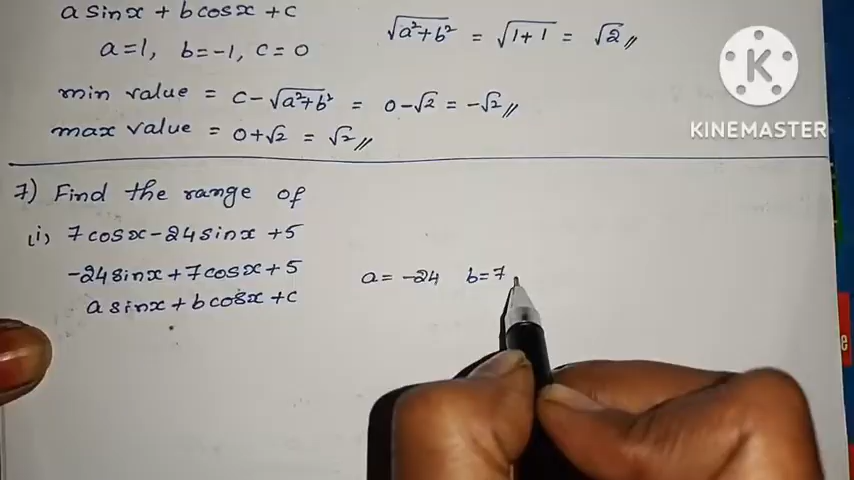 a sinx + b cosx + c
a=1, b=-1, c=0 √a²+b² = √1+1 = √2 //
min value = c-√a²+b² = 0-√2 = -√2 //
max value = 0+√2 = √2 //
K
KINEMASTER
7) Find the range of
(i) 7cosx-24sinx+5
-24sinx+7cosx+5 a= -24 b=7
a sinx + b cosx + c